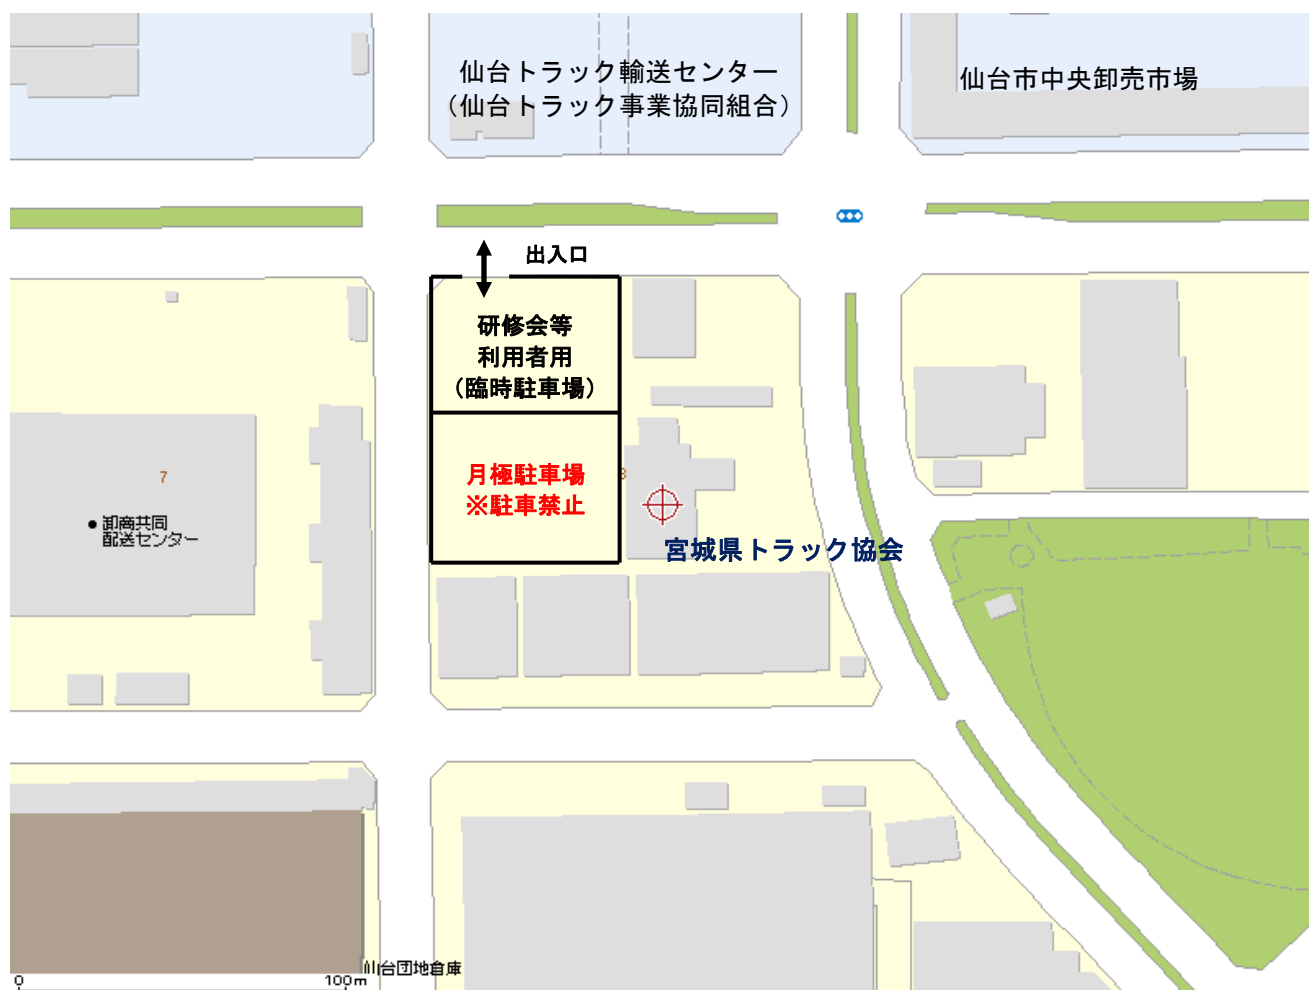 仙台トラック輸送センター
（仙台トラック事業協同組合）
仙台市中央卸売市場
出入口
研修会等
利用者用
（臨時駐車場）
月極駐車場
※駐車禁止
7
8
卸商共同
配送センター
宮城県トラック協会
仙台団地倉庫
0
100m